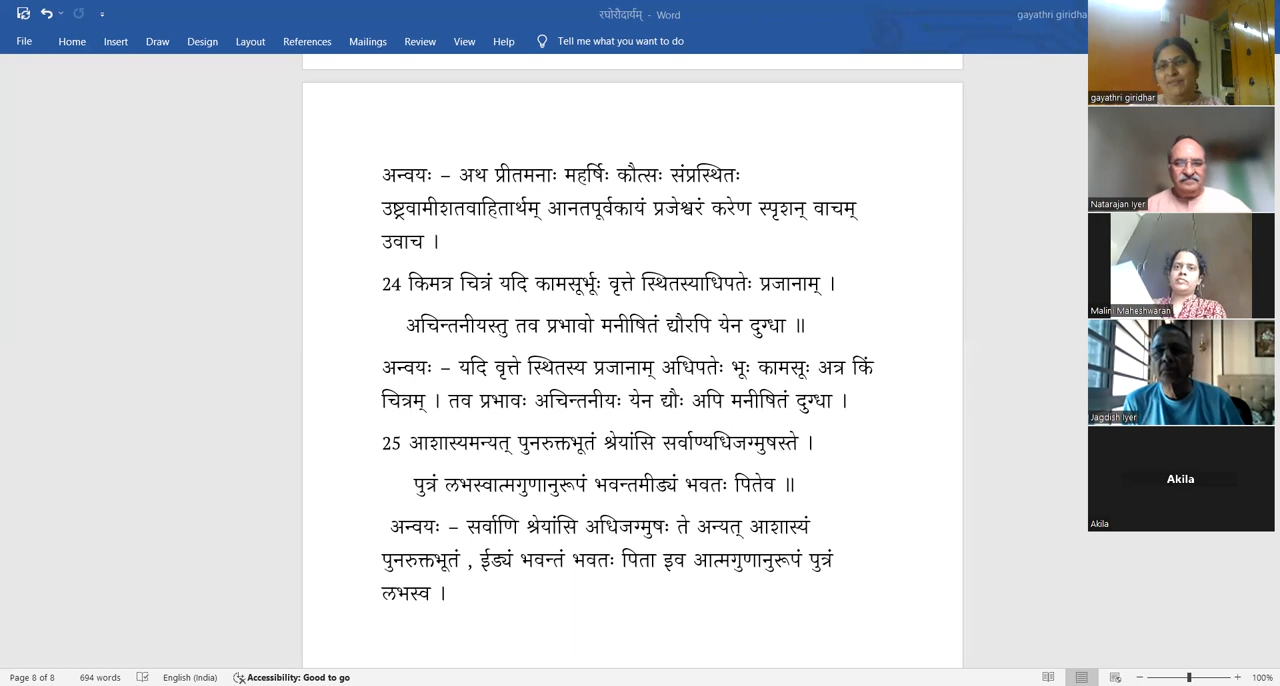 रघोरौदार्यम् - Word
gayathri giridha
File Home Insert Draw Design Layout References Mailings Review View Help Tell me what you want to do
अन्वयः – अथ प्रीतमनाः महर्षिः कौत्सः संप्रस्थितः
उष्ट्रवामीशतवाहितार्थम् आनतपूर्वकायं प्रजेश्वरं करेण स्पृशन् वाचम्
उवाच ।
24 किमत्र चित्रं यदि कामसूर्भूः वृत्ते स्थितस्याधिपतेः प्रजानाम् ।
अचिन्तनीयस्तु तव प्रभावो मनीषितं द्यौरपि येन दुग्धा ॥
अन्वयः – यदि वृत्ते स्थितस्य प्रजानाम् अधिपतेः भूः कामसूः अत्र किं
चित्रम् । तव प्रभावः अचिन्तनीयः येन द्यौः अपि मनीषितं दुग्धा ।
25 आशास्यमन्यत् पुनरुक्तभूतं श्रेयांसि सर्वाण्यधिजग्मुषस्ते ।
पुत्रं लभस्वात्मगुणानुरूपं भवन्तमीड्यं भवतः पितेव ॥
अन्वयः – सर्वाणि श्रेयांसि अधिजग्मुषः ते अन्यत् आशास्यं
पुनरुक्तभूतं , ईड्यं भवन्तं भवतः पिता इव आत्मगुणानुरूपं पुत्रं
लभस्व ।
gayathri giridhar
Natarajan Iyer
Malini Maheshwaran
Jagdish Iyer
Akila
Akila
Page 8 of 8 694 words English (India) Accessibility: Good to go 100%